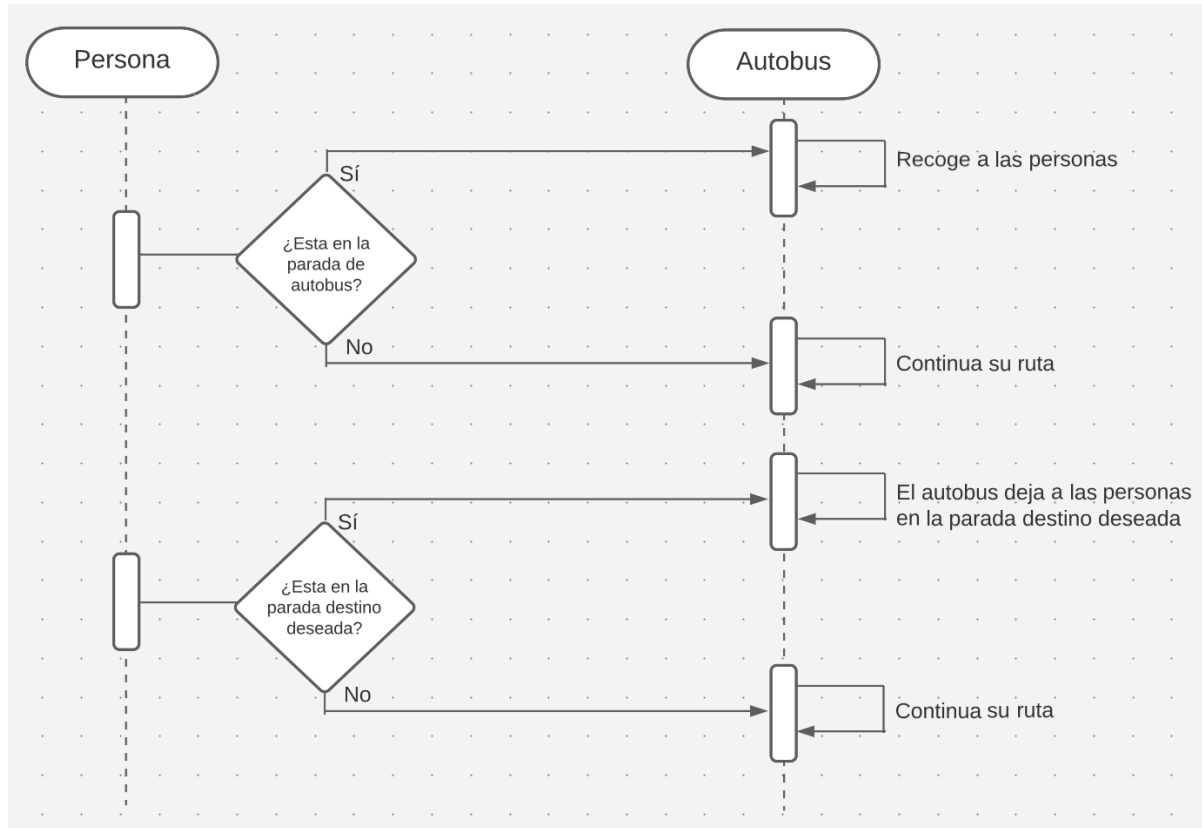 Persona
Autobus
Sí
Recoge a las personas
¿Esta en la
parada de
autobus?
No
Continua su ruta
El autobus deja a las personas
en la parada destino deseada
Sí
¿Esta en la
parada destino
deseada?
No
Continua su ruta